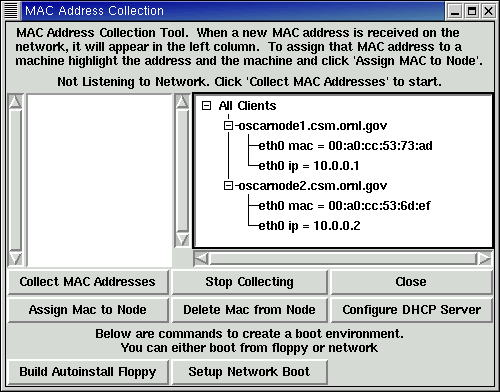 MAC Address Collection
MAC Address Collection Tool.  When a new MAC address is received on the
network, it will appear in the left column.  To assign that MAC address to a
machine highlight the address and the machine and click 'Assign MAC to Node'.
Not Listening to Network. Click 'Collect MAC Addresses' to start.
All Clients
oscarnode1.csm.ornl.gov
eth0 mac = 00:a0:cc:53:73:ad
eth0 ip = 10.0.0.1
oscarnode2.csm.ornl.gov
eth0 mac = 00:a0:cc:53:6d:ef
eth0 ip = 10.0.0.2
Collect MAC Addresses Stop Collecting Close
Assign Mac to Node Delete Mac from Node Configure DHCP Server
Below are commands to create a boot environment.
You can either boot from floppy or network
Build Autoinstall Floppy Setup Network Boot